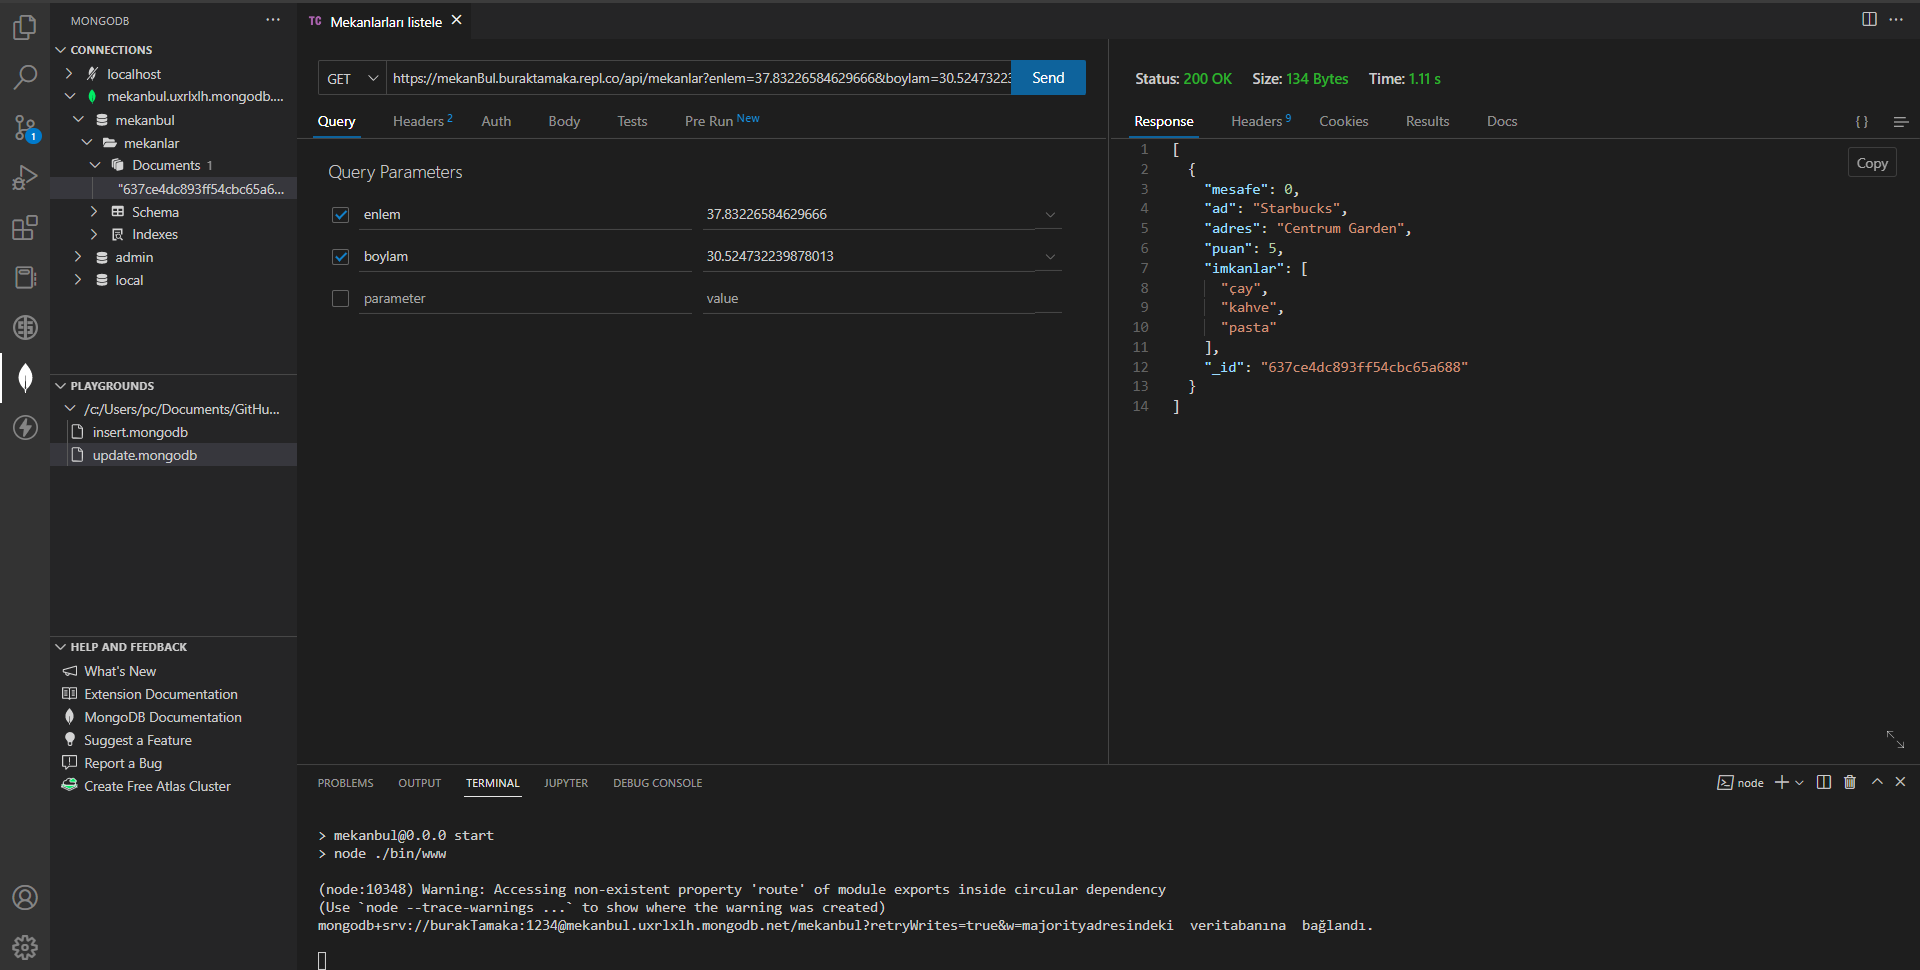 MONGODB
CONNECTIONS
localhost
mekanbul.uxrlxlh.mongodb....
mekanbul
mekanlar
Documents 1
"637ce4dc893ff54cbc65a6...
Schema
Indexes
admin
local
PLAYGROUNDS
/c:/Users/pc/Documents/GitHu...
insert.mongodb
update.mongodb
HELP AND FEEDBACK
What's New
Extension Documentation
MongoDB Documentation
Suggest a Feature
Report a Bug
Create Free Atlas Cluster
1
TC Mekanlarları listele
GET https://mekanBul.buraktamaka.repl.co/api/mekanlar?enlem=37.832265846296668&boylam=30.52473223 Send
Query Headers 2 Auth Body Tests Pre Run New
Query Parameters
enlem 37.83226584629666
boylam 30.524732239878013
parameter value
Status: 200 OK Size: 134 Bytes Time: 1.11 s
Response Headers 9 Cookies Results Docs { }
Copy
1 [
2 {
3 "mesafe": 0,
4 "ad": "Starbucks",
5 "adres": "Centrum Garden",
6 "puan": 5,
7 "imkanlar": [
8 "çay",
9 "kahve",
10 "pasta"
11 ],
12 "_id": "637ce4dc893ff54cbc65a688"
13 }
14 ]
PROBLEMS OUTPUT TERMINAL JUPYTER DEBUG CONSOLE node
> mekanbul@0.0.0 start
> node ./bin/www
(node:10348) Warning: Accessing non-existent property 'route' of module exports inside circular dependency
(Use `node --trace-warnings ...` to show where the warning was created)
mongodb+srv://burakTamaka:1234@mekanbul.uxrlxlh.mongodb.net/mekanbul?retryWrites=true&w=majorityadresindeki veritabanına bağlandı.